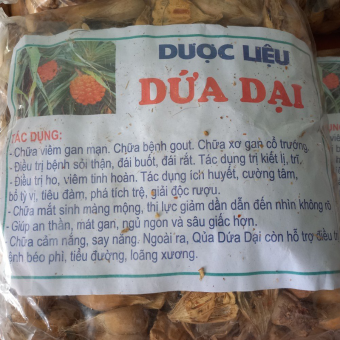 DƯỢC LIỆU
DỨA DẠI
TÁC DỤNG:
- Chữa viêm gan mạn. Chữa bệnh gout. Chữa xơ gan cổ trướng.
- Điều trị bệnh sỏi thận, đái buốt, đái rắt. Tác dụng trị kiết lị, trĩ,
- Điều trị ho, viêm tinh hoàn. Tác dụng ích huyết, cường tâm,
bổ tỳ vị, tiêu đàm, phá tích trệ, giải độc rượu.
- Chữa mắt sinh màng mộng, thị lực giảm dần dẫn đến nhìn không rõ
- Giúp an thần, mát gan, ngủ ngon và sâu giấc hơn.
Chữa cảm nắng, say nắng. Ngoài ra, Qủa Dứa Dại còn hỗ trợ điều trị
ệnh béo phì, tiểu đường, loãng xương.